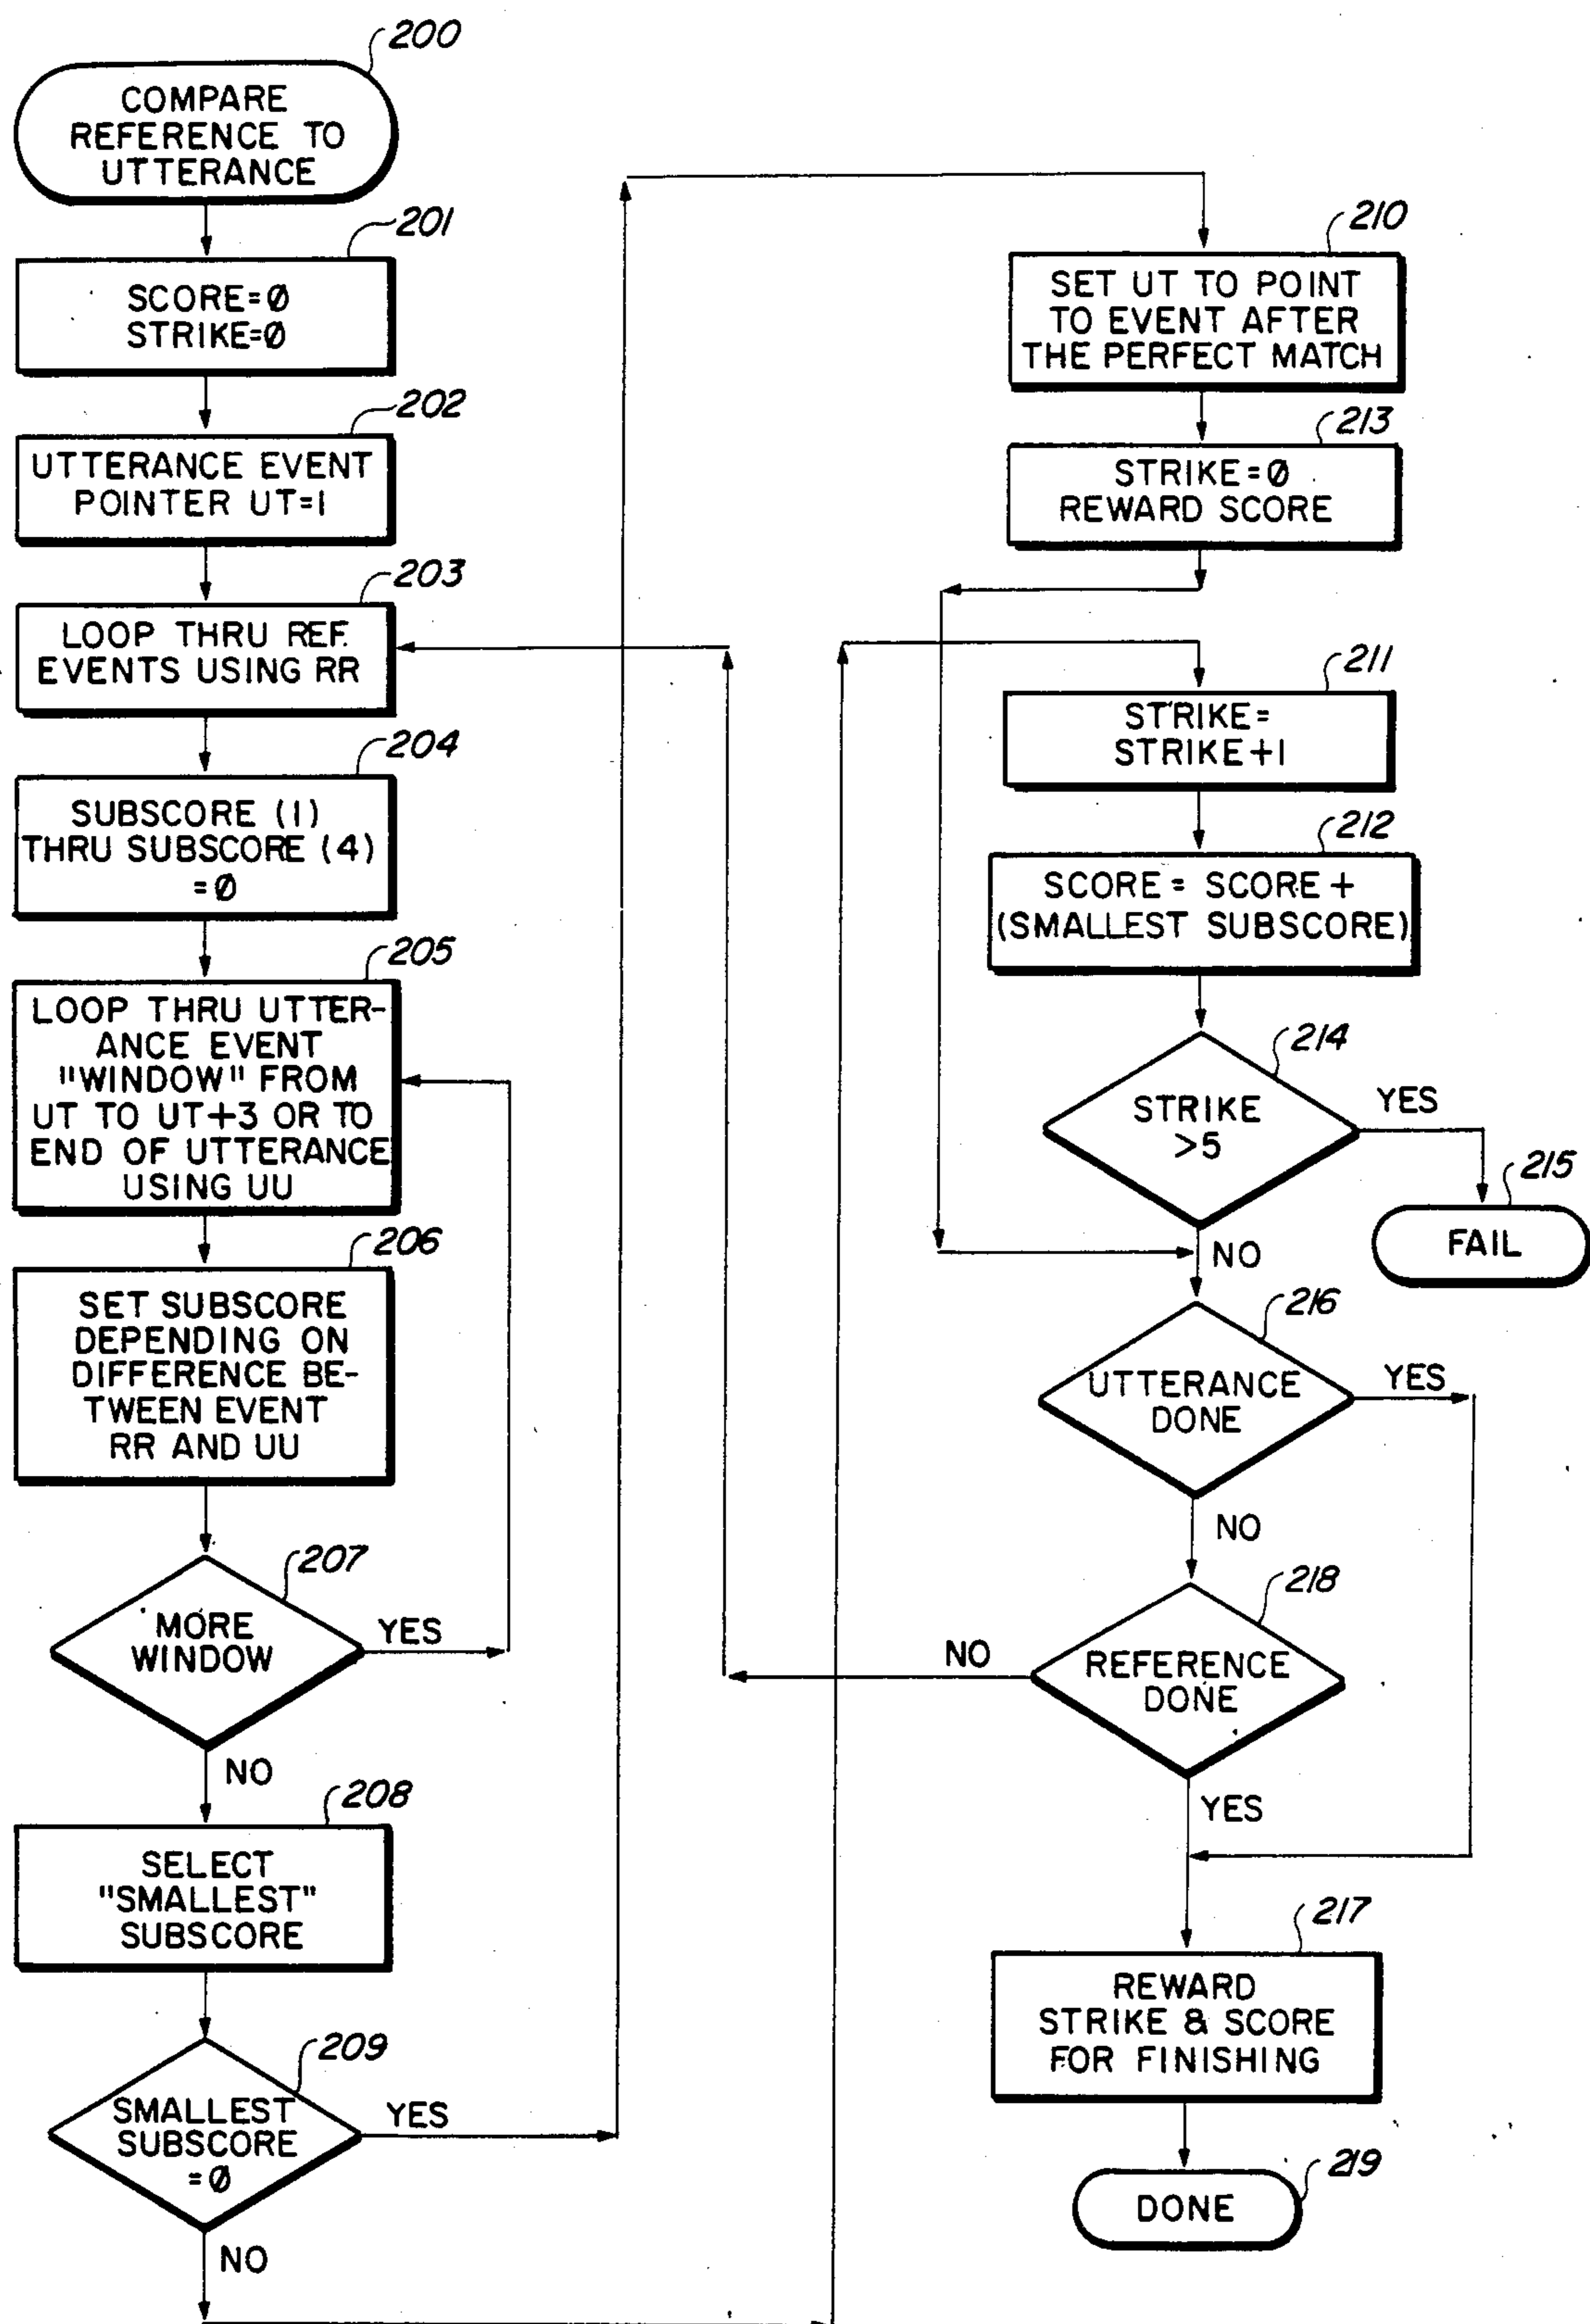 200
COMPARE
REFERENCE TO
UTTERANCE
201
SCORE=Ø
STRIKE=Ø
202
UTTERANCE EVENT
POINTER UT=1
203
LOOP THRU REF.
EVENTS USING RR
204
SUBSCORE (1)
THRU SUBSCORE (4)
=Ø
205
LOOP THRU UTTER-
ANCE EVENT
"WINDOW" FROM
UT TO UT+3 OR TO
END OF UTTERANCE
USING UU
206
SET SUBSCORE
DEPENDING ON
DIFFERENCE BE-
TWEEN EVENT
RR AND UU
207
MORE
WINDOW
YES
NO
208
SELECT
"SMALLEST"
SUBSCORE
209
SMALLEST
SUBSCORE
=Ø
YES
NO
210
SET UT TO POINT
TO EVENT AFTER
THE PERFECT MATCH
213
STRIKE=Ø
REWARD SCORE
211
STRIKE=
STRIKE+1
212
SCORE= SCORE+
(SMALLEST SUBSCORE)
214
STRIKE
>5
YES
215
FAIL
NO
216
UTTERANCE
DONE
YES
NO
218
REFERENCE
DONE
NO
YES
217
REWARD
STRIKE & SCORE
FOR FINISHING
219
DONE